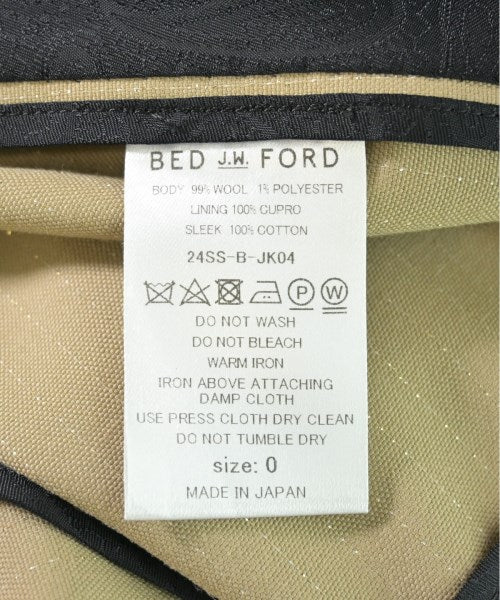 BED J.W. FORD
BODY 99% WOOL 1% POLYESTER
LINING 100% CUPRO
SLEEK 100% COTTON
24SS-B-JK04
P W
DO NOT WASH
DO NOT BLEACH
WARM IRON
IRON ABOVE ATTACHING
DAMP CLOTH
USE PRESS CLOTH DRY CLEAN
DO NOT TUMBLE DRY
size: 0
MADE IN JAPAN